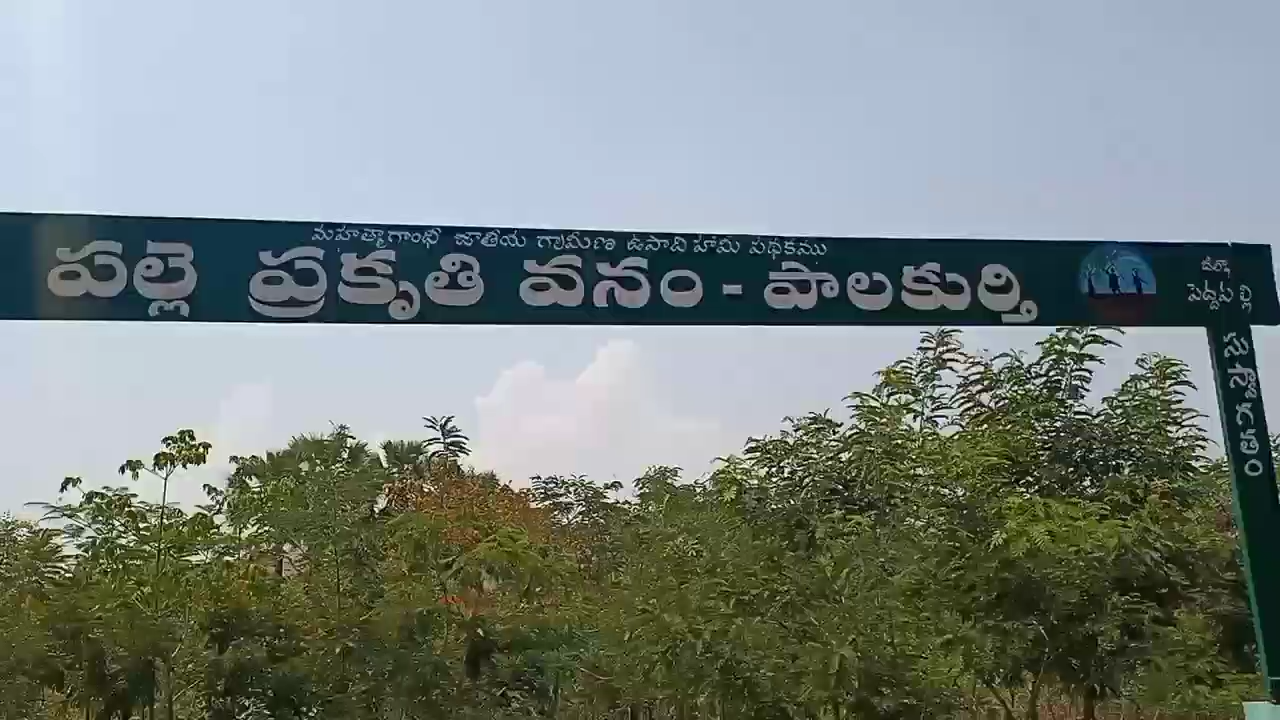 మహాత్మాగాంధీ జాతీయ గ్రామీణ ఉపాధి హామీ పథకము
పల్లె ప్రకృతి వనం - పాలకుర్తి
జిల్లా
పెద్దపల్లి
సుస్వాగతం